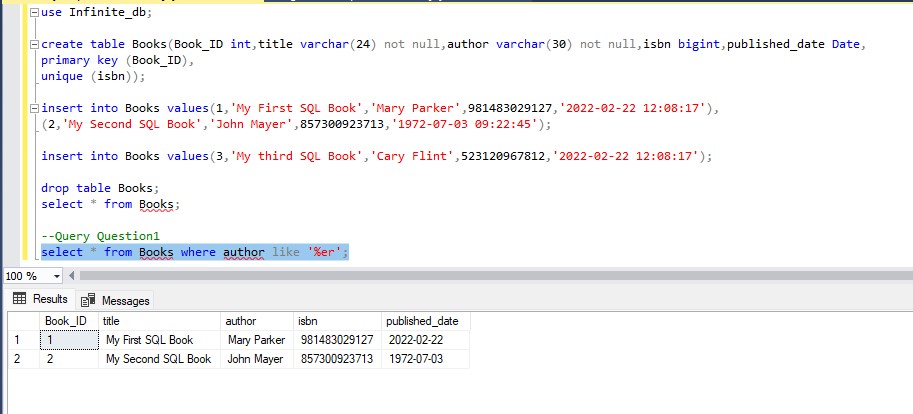 use Infinite_db;
create table Books(Book_ID int,title varchar(24) not null,author varchar(30) not null,isbn bigint,published_date Date,
primary key (Book_ID),
unique (isbn));
insert into Books values(1,'My First SQL Book','Mary Parker',981483029127,'2022-02-22 12:08:17'),
(2,'My Second SQL Book','John Mayer',857300923713,'1972-07-03 09:22:45');
insert into Books values(3,'My third SQL Book','Cary Flint',523120967812,'2022-02-22 12:08:17');
drop table Books;
select * from Books;
--Query Question1
select * from Books where author like '%er';
100 %
Results Messages
Book_ID title author isbn published_date
1 1 My First SQL Book Mary Parker 981483029127 2022-02-22
2 2 My Second SQL Book John Mayer 857300923713 1972-07-03